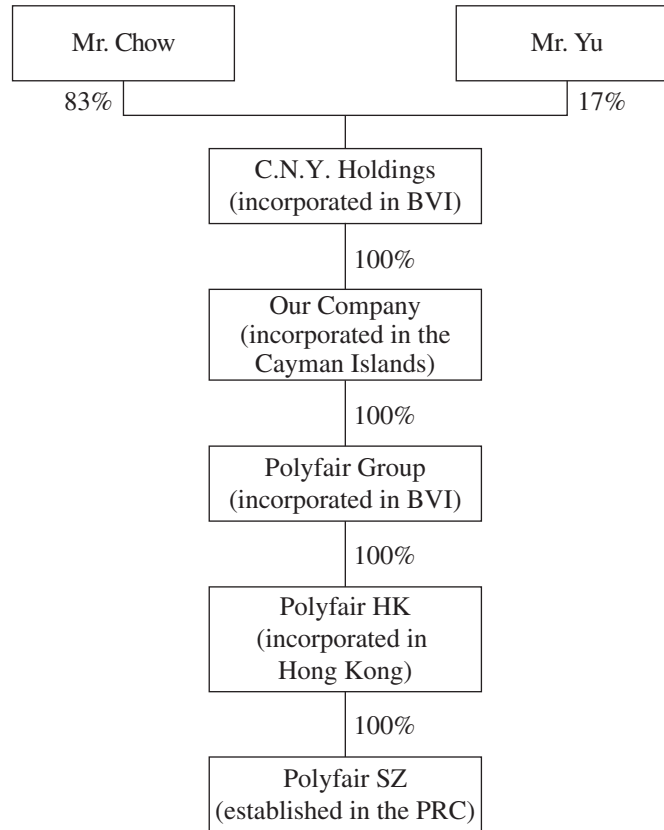 Mr. Chow
Mr. Yu
83%
17%
C.N.Y. Holdings
(incorporated in BVI)
100%
Our Company
(incorporated in the
Cayman Islands)
100%
Polyfair Group
(incorporated in BVI)
100%
Polyfair HK
(incorporated in
Hong Kong)
100%
Polyfair SZ
(established in the PRC)